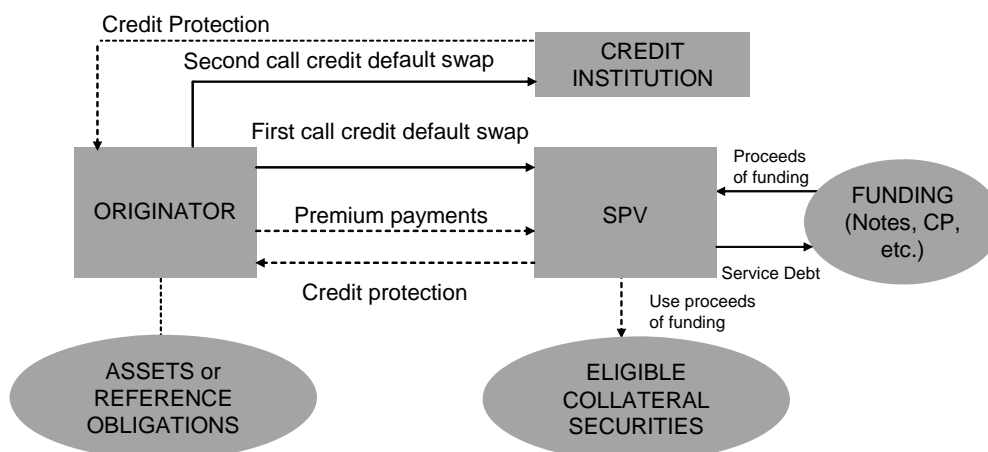 Credit Protection
Second call credit default swap
CREDIT
INSTITUTION
First call credit default swap
ORIGINATOR
Premium payments
Credit protection
SPV
Proceeds
of funding
FUNDING
(Notes, CP,
etc.)
Service Debt
Use proceeds
of funding
ASSETS or
REFERENCE
OBLIGATIONS
ELIGIBLE
COLLATERAL
SECURITIES